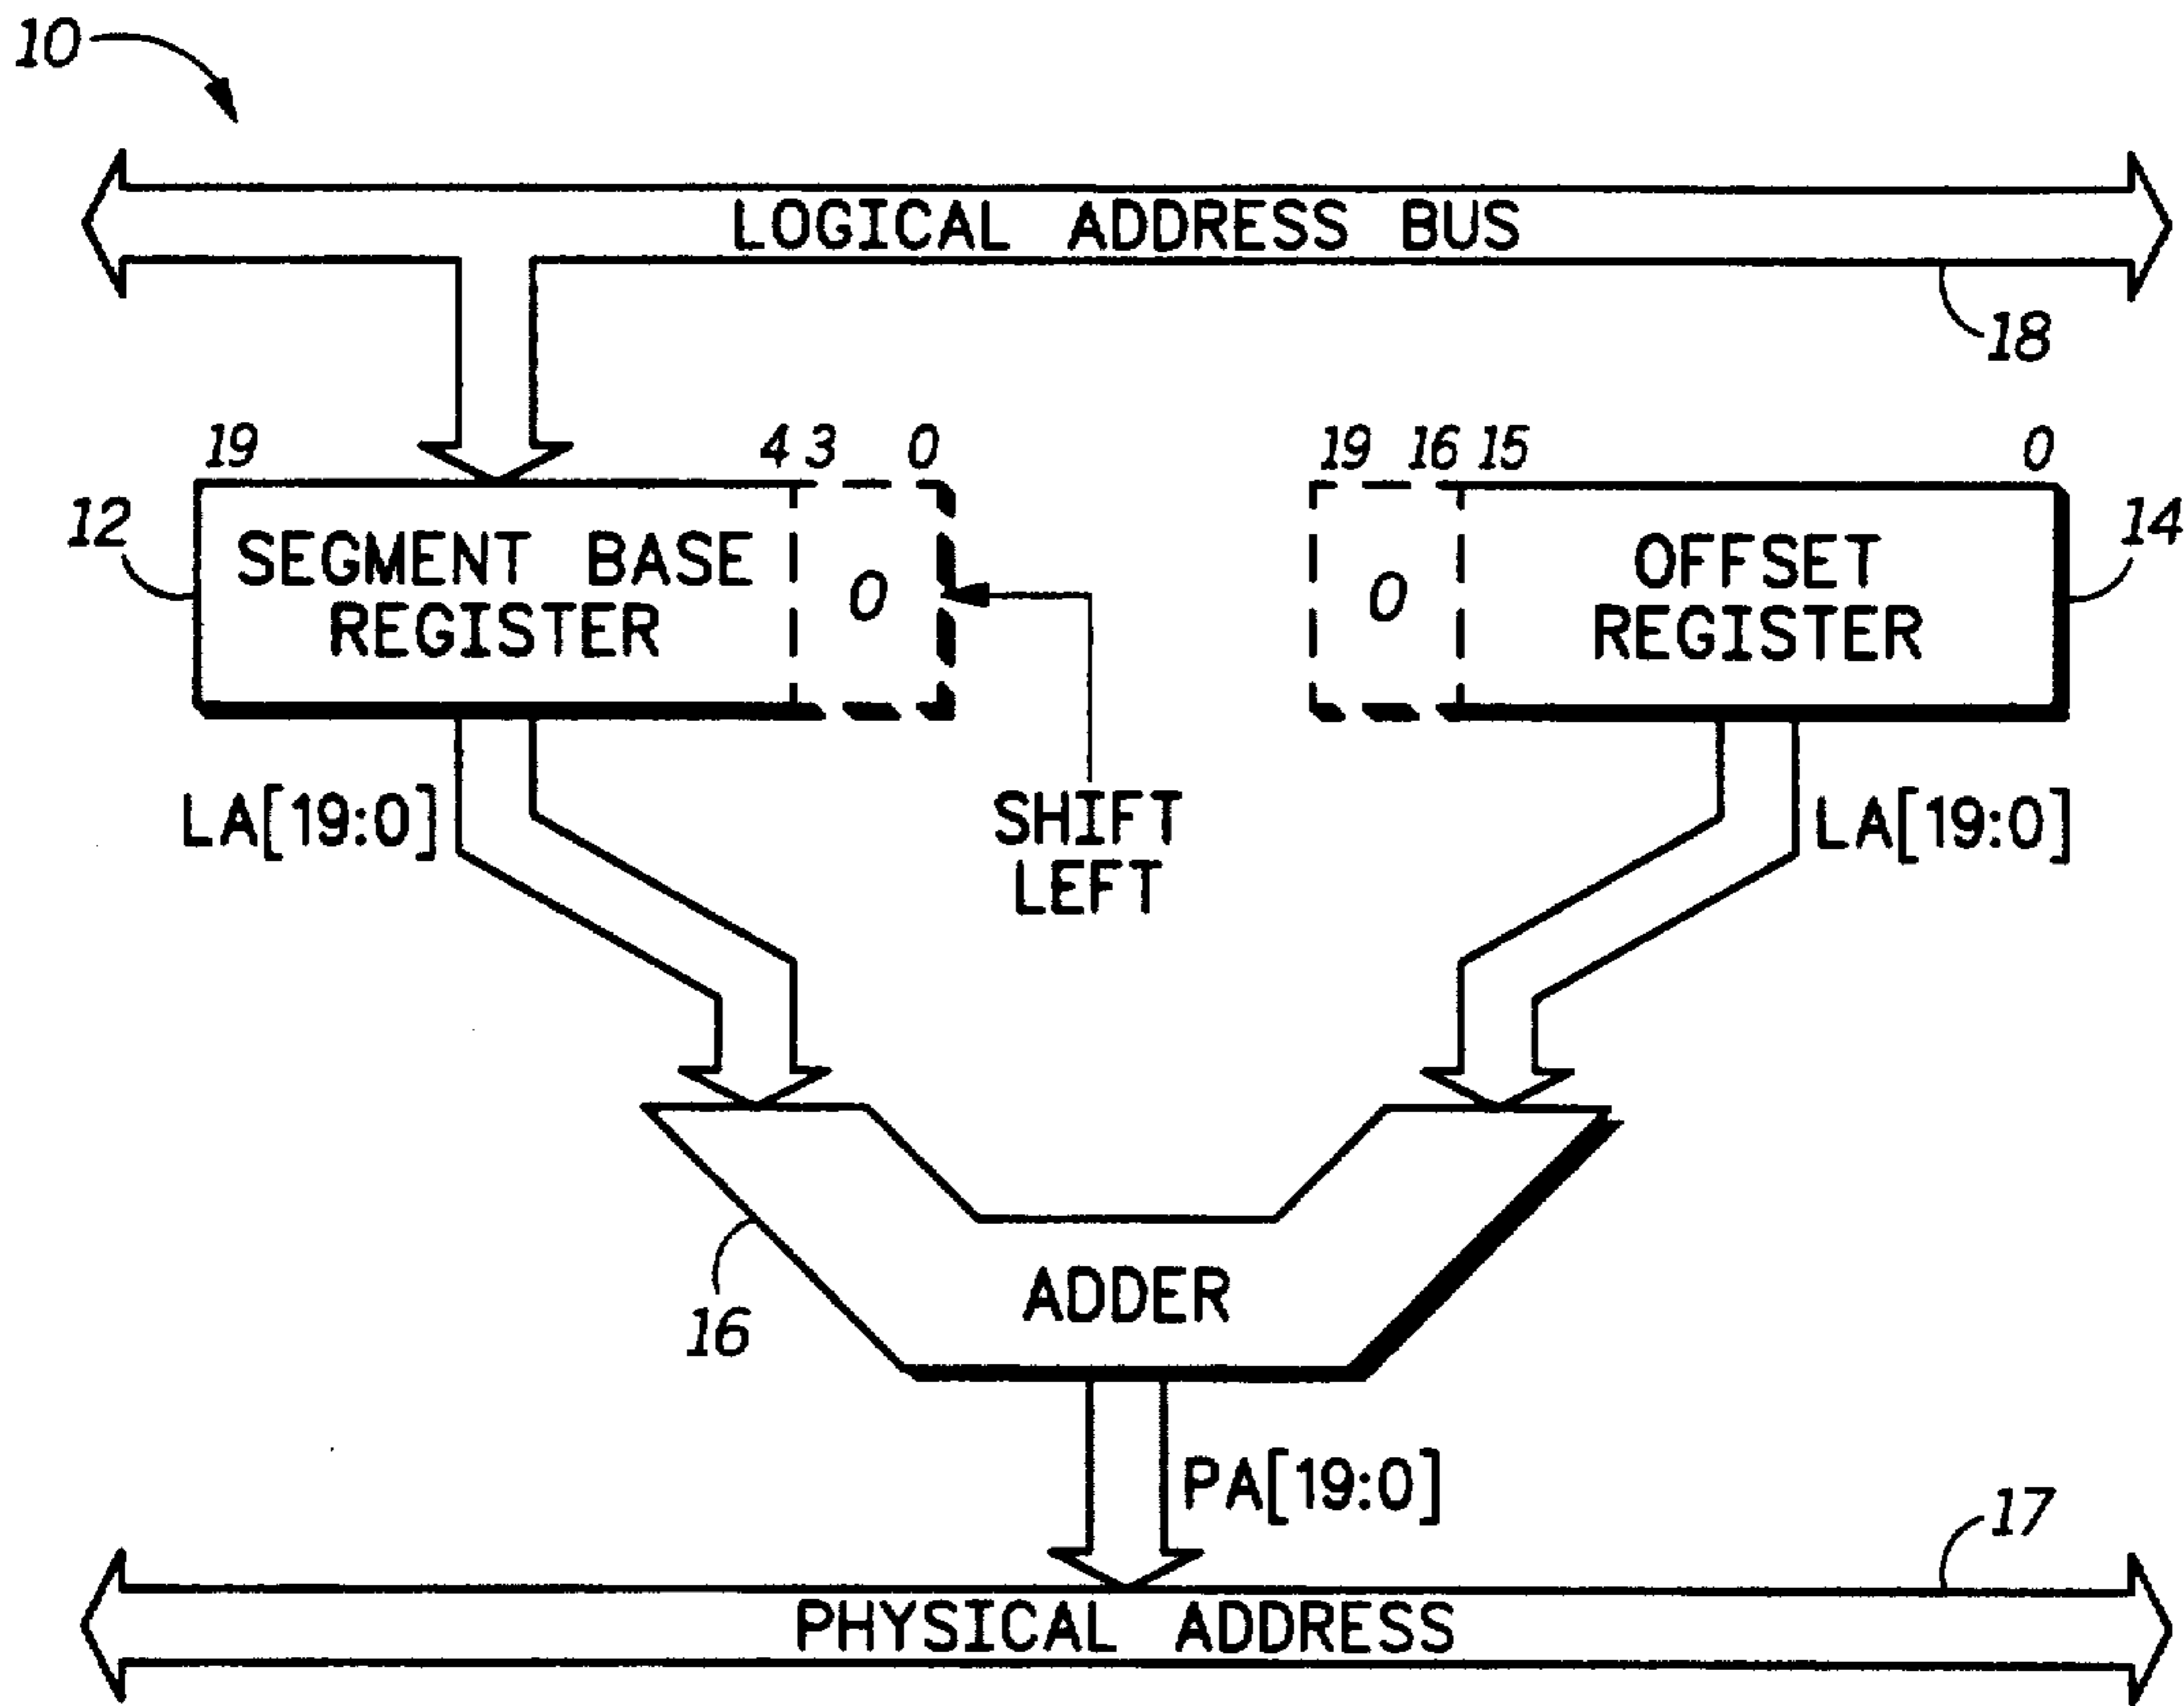 10
LOGICAL ADDRESS BUS
18
19 4 3 0
19 16 15 0
12
SEGMENT BASE
REGISTER
0
0
OFFSET
REGISTER
14
LA[19:0]
SHIFT
LEFT
LA[19:0]
ADDER
16
PA[19:0]
17
PHYSICAL ADDRESS